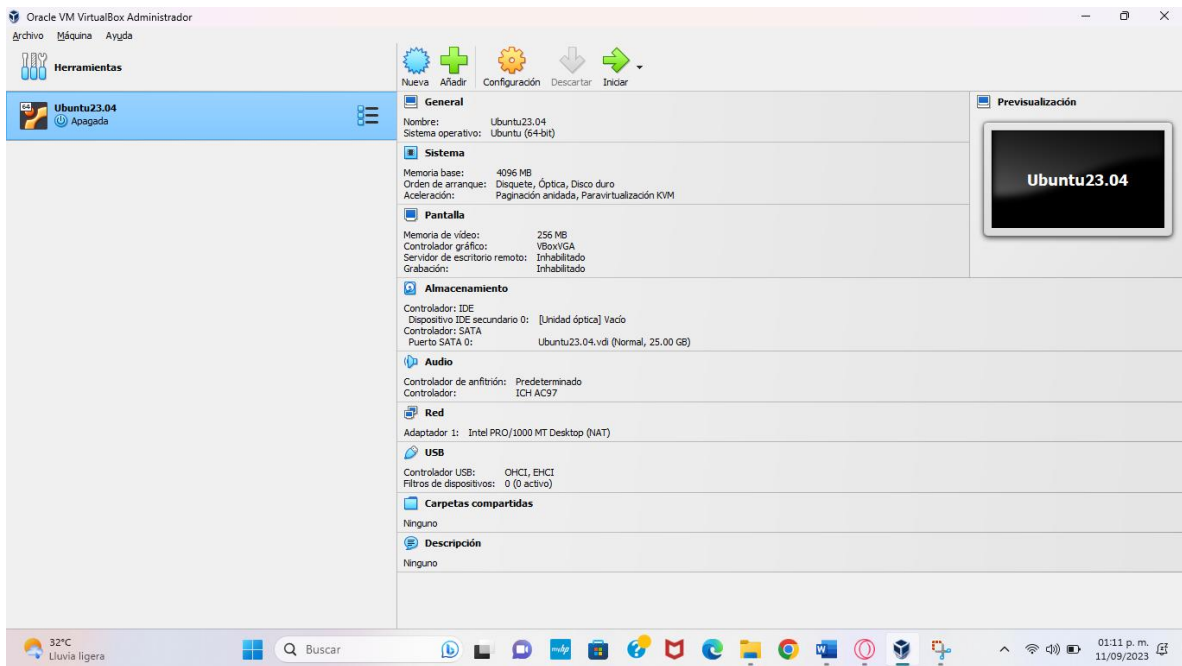 Oracle VM VirtualBox Administrador
Archivo Máquina Ayuda
Herramientas
Nueva Añadir Configuración Descartar Iniciar
64
Ubuntu23.04
Apagada
General
Nombre: Ubuntu23.04
Sistema operativo: Ubuntu (64-bit)
Sistema
Memoria base: 4096 MB
Orden de arranque: Disquete, Óptica, Disco duro
Aceleración: Paginación anidada, Paravirtualización KVM
Pantalla
Memoria de vídeo: 256 MB
Controlador gráfico: VBoxVGA
Servidor de escritorio remoto: Inhabilitado
Grabación: Inhabilitado
Previsualización
Ubuntu23.04
Almacenamiento
Controlador: IDE
Dispositivo IDE secundario 0: [Unidad óptica] Vacío
Controlador: SATA
Puerto SATA 0: Ubuntu23.04.vdi (Normal, 25.00 GB)
Audio
Controlador de anfitrión: Predeterminado
Controlador: ICH AC97
Red
Adaptador 1: Intel PRO/1000 MT Desktop (NAT)
USB
Controlador USB: OHCI, EHCI
Filtros de dispositivos: 0 (0 activo)
Carpetas compartidas
Ninguno
Descripción
Ninguno
32°C
Lluvia ligera
Buscar
01:11 p. m.
11/09/2023